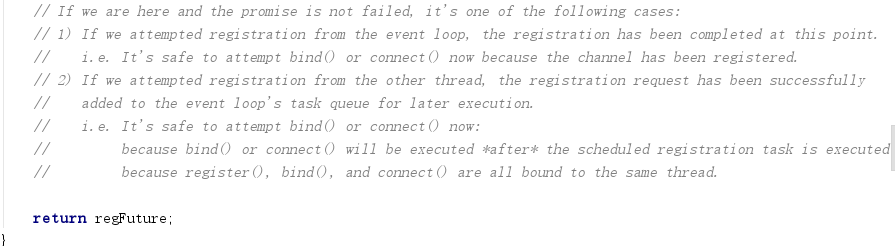 // If we are here and the promise is not failed, it's one of the following cases:
// 1) If we attempted registration from the event loop, the registration has been completed at this point.
//    i.e. It's safe to attempt bind() or connect() now because the channel has been registered.
// 2) If we attempted registration from the other thread, the registration request has been successfully
//    added to the event loop's task queue for later execution.
//    i.e. It's safe to attempt bind() or connect() now:
//         because bind() or connect() will be executed *after* the scheduled registration task is executed
//         because register(), bind(), and connect() are all bound to the same thread.
return regFuture;
}